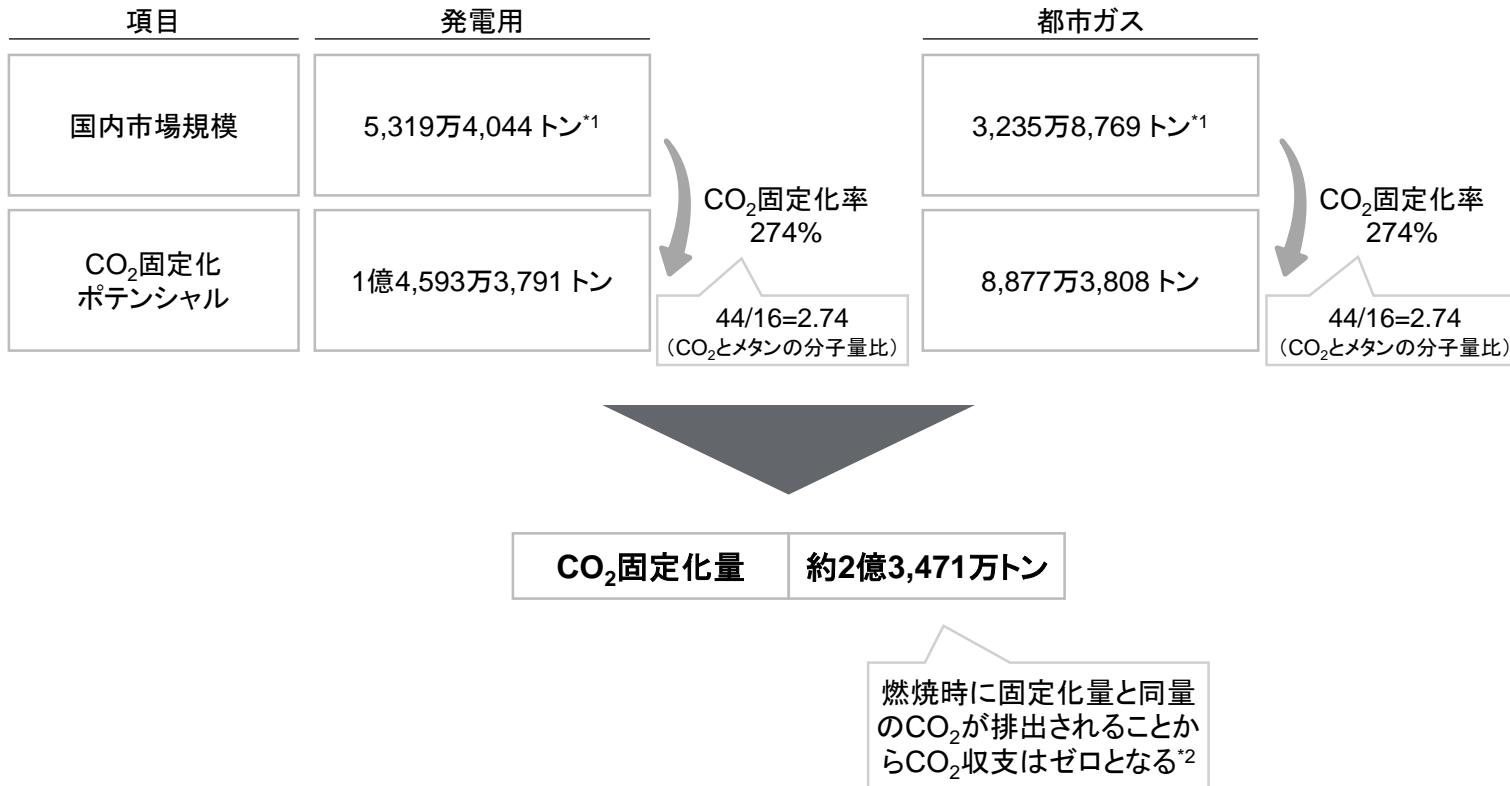 項目
発電用
都市ガス
国内市場規模
5,319万4,044 トン*1
3,235万8,769 トン*1
CO2固定化率
274%
CO2固定化率
274%
CO2固定化
ポテンシャル
1億4,593万3,791 トン
8,877万3,808 トン
44/16=2.74
（CO2とメタンの分子量比）
44/16=2.74
（CO2とメタンの分子量比）
CO2固定化量
約2億3,471万トン
燃焼時に固定化量と同量
のCO2が排出されることか
らCO2収支はゼロとなる*2